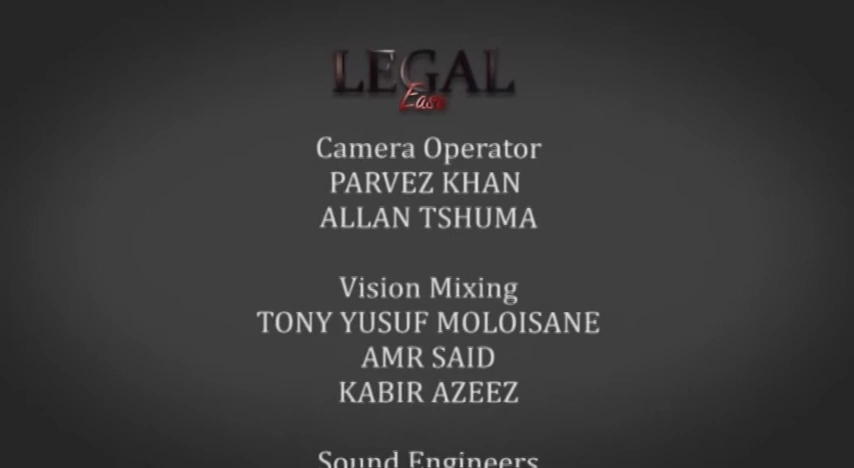 LEGAL
Ease
Camera Operator
PARVEZ KHAN
ALLAN TSHUMA
Vision Mixing
TONY YUSUF MOLOISANE
AMR SAID
KABIR AZEEZ
Sound Engineers